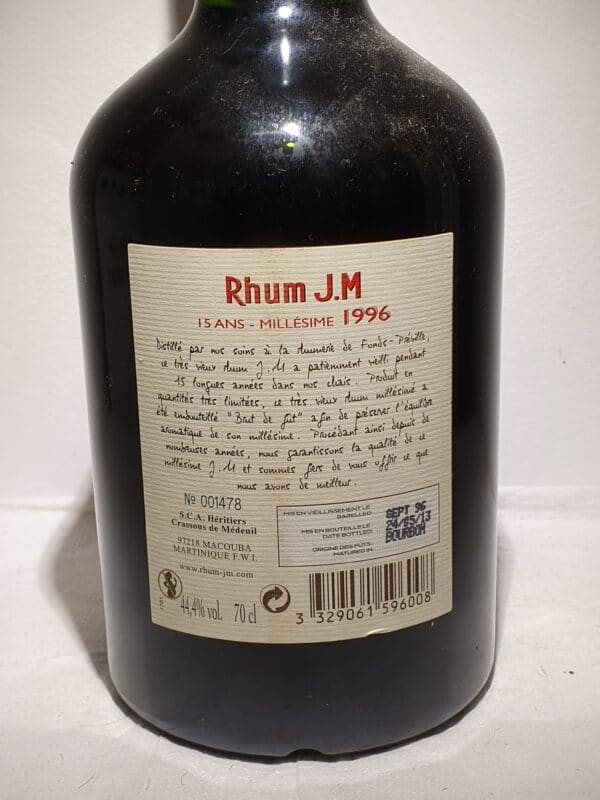 Rhum J.M
15 ANS - MILLÉSIME 1996
Distillé par nos soins à la rhumerie de Fonds-Préville,
ce très vieux rhum J.M a patiemment vieilli pendant
15 longues années dans nos chais. Produit en
quantités très limitées, ce très vieux rhum millésimé a
été embouteillé "Brut de fût" afin de préserver l'équilibre
aromatique de son millésime. Procédant ainsi depuis de
nombreuses années, nous garantissons la qualité de ce
millésime J.M et sommes fiers de vous offrir ce que
nous avons de meilleur.
No 001478
S.C.A. Héritiers
Crassous de Médeuil
97218 MACOUBA
MARTINIQUE F.W.I.
www.rhum-jm.com
44,4% vol. 70 cl
MIS EN VIEILLISSEMENT LE
BARELLED
SEPT 96
MIS EN BOUTEILLE LE
DATE BOTTLED
24/05/13
ORIGINE DES FÛTS
MATURED IN
BOURBON
3 329061 596008